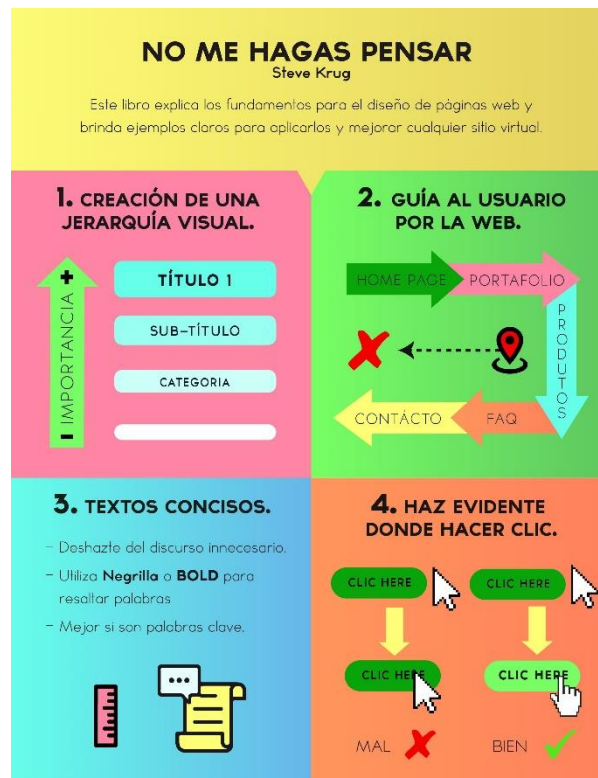 NO ME HAGAS PENSAR
Steve Krug
Este libro explica los fundamentos para el diseño de páginas web y
brinda ejemplos claros para aplicarlos y mejorar cualquier sitio virtual.
1. CREACIÓN DE UNA
JERARQUÍA VISUAL.
- IMPORTANCIA +
TÍTULO 1
SUB-TÍTULO
CATEGORIA
2. GUÍA AL USUARIO
POR LA WEB.
HOME PAGE
PORTAFOLIO
PRODUTOS
FAQ
CONTÁCTO
3. TEXTOS CONCISOS.
- Deshazte del discurso innecesario.
- Utiliza Negrilla o BOLD para
resaltar palabras
- Mejor si son palabras clave.
4. HAZ EVIDENTE
DONDE HACER CLIC.
CLIC HERE
CLIC HERE
CLIC HERE
CLIC HERE
MAL
BIEN